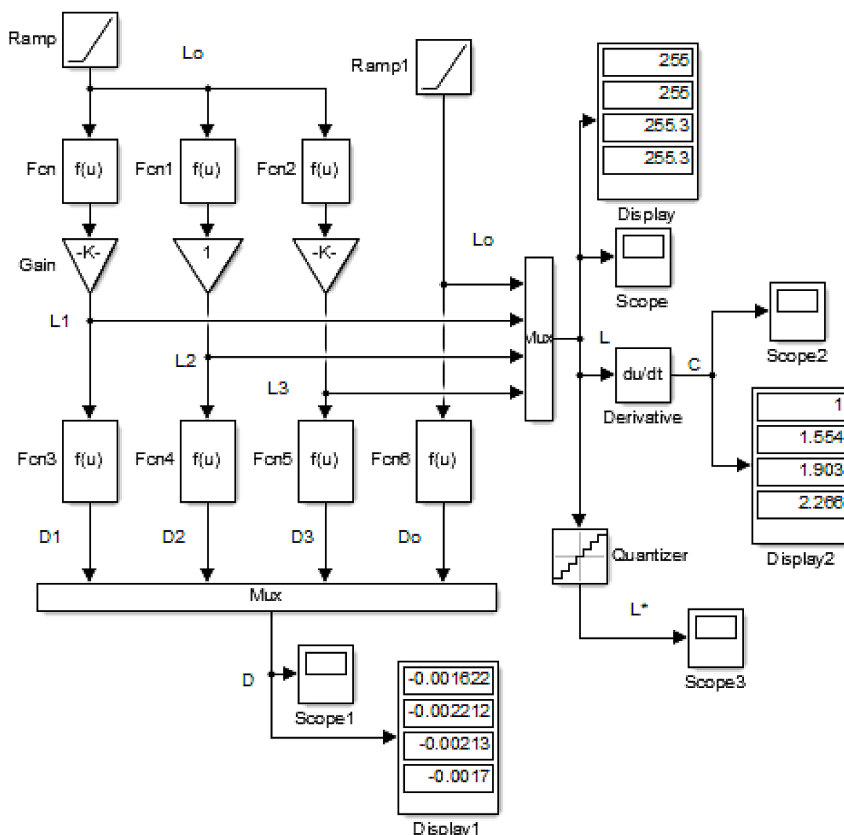 Ramp
Lo
Ramp1
255
255
255.3
255.3
Display
Fcn
f(u)
Fcn1
f(u)
Fcn2
f(u)
Gain
-K-
1
-K-
Lo
Scope
Scope2
L1
L2
L3
Mux
L
du/dt
Derivative
C
1
1.554
1.903
2.266
Display2
Fcn3
f(u)
Fcn4
f(u)
Fcn5
f(u)
Fcn6
f(u)
D1
D2
D3
Do
Quantizer
Mux
L*
Scope3
D
Scope1
-0.001622
-0.002212
-0.00213
-0.0017
Display1